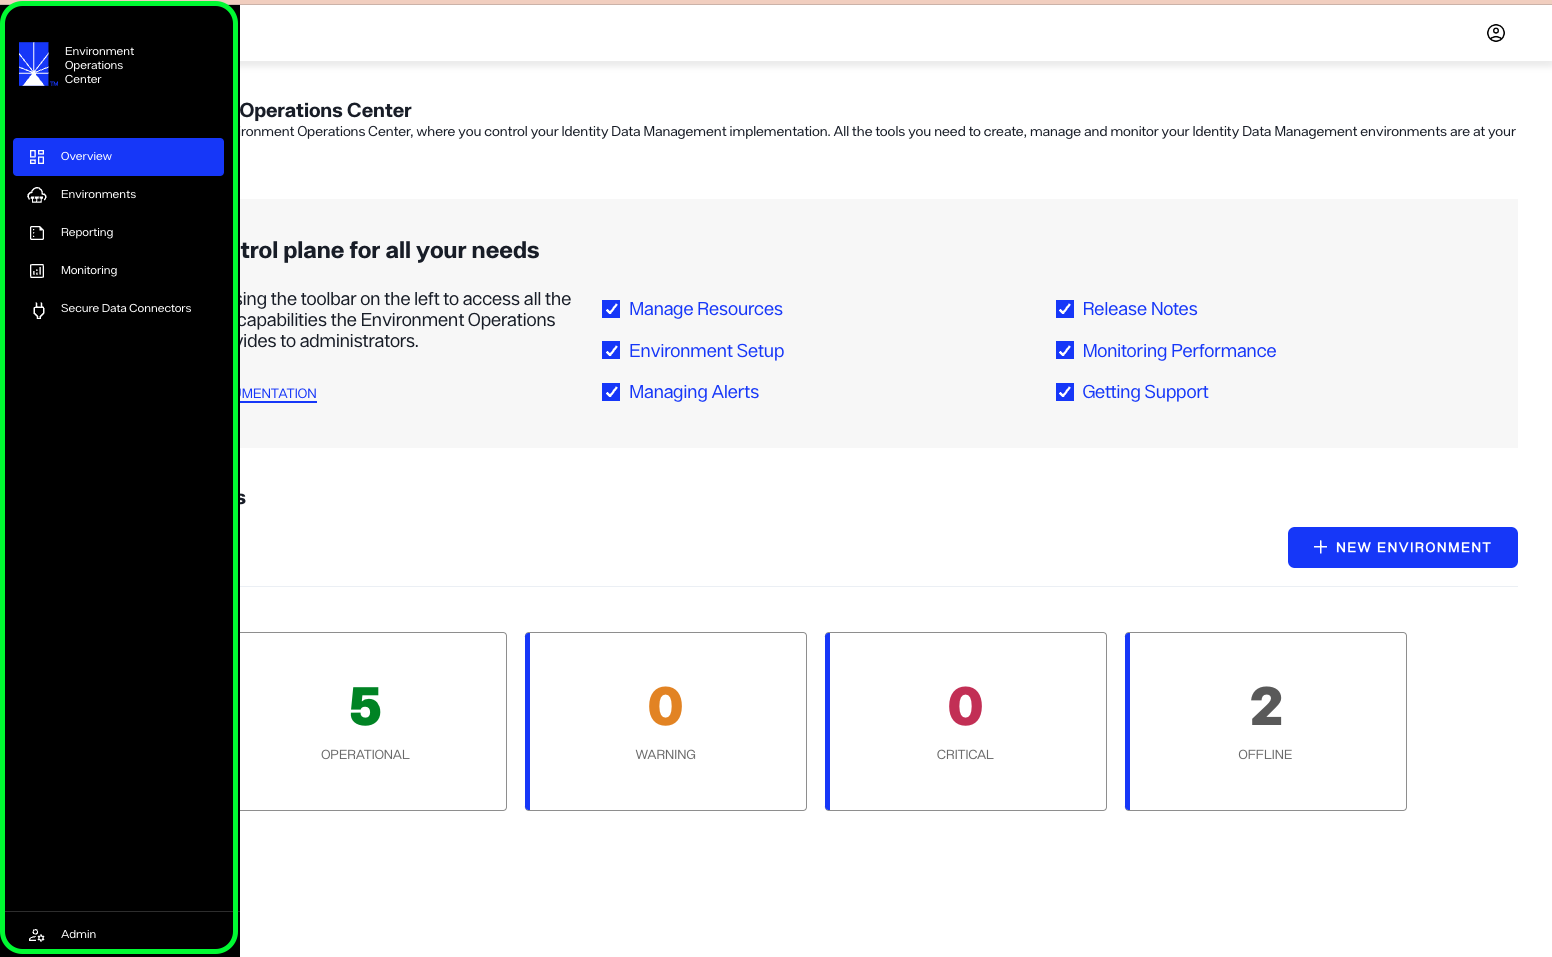 Environment
Operations
Center
TM
Overview
Environments
Reporting
Monitoring
Secure Data Connectors
Admin
Operations Center
ronment Operations Center, where you control your Identity Data Management implementation. All the tools you need to create, manage and monitor your Identity Data Management environments are at your
trol plane for all your needs
sing the toolbar on the left to access all the
capabilities the Environment Operations
vides to administrators.
UMENTATION
Manage Resources
Environment Setup
Managing Alerts
Release Notes
Monitoring Performance
Getting Support
s
+ NEW ENVIRONMENT
5
OPERATIONAL
0
WARNING
0
CRITICAL
2
OFFLINE